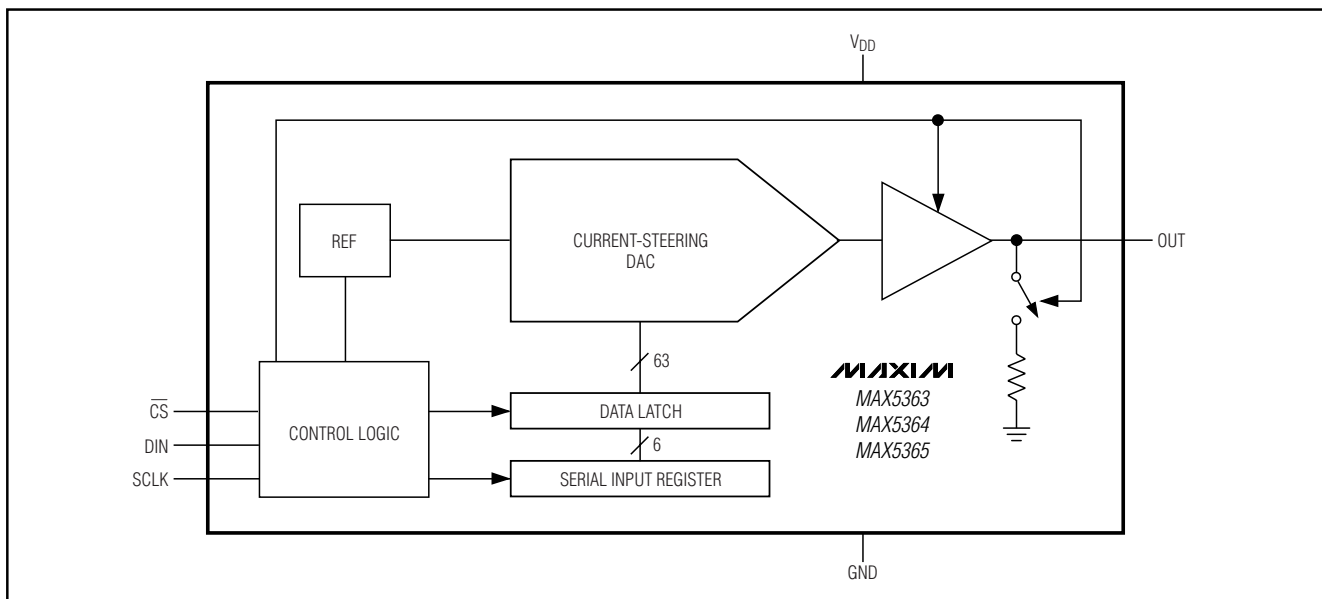 VDD
REF
CURRENT-STEERING
DAC
OUT
63
MAXIM
MAX5363
MAX5364
MAX5365
CS
DIN
SCLK
CONTROL LOGIC
DATA LATCH
6
SERIAL INPUT REGISTER
GND